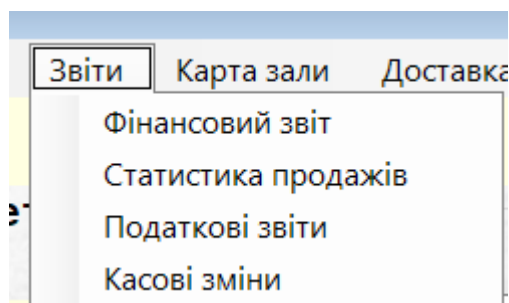 Звіти Карта зали Доставка
Фінансовий звіт
Статистика продажів
Податкові звіти
Касові зміни